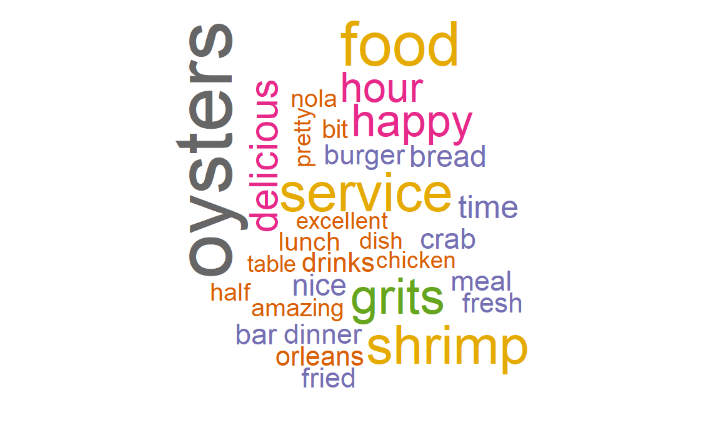 oysters
food
delicious
hour
nola
happy
pretty
bit
burger
bread
service
time
excellent
lunch
dish
crab
table
drinks
chicken
half
nice
meal
grits
fresh
amazing
bar
dinner
shrimp
orleans
fried